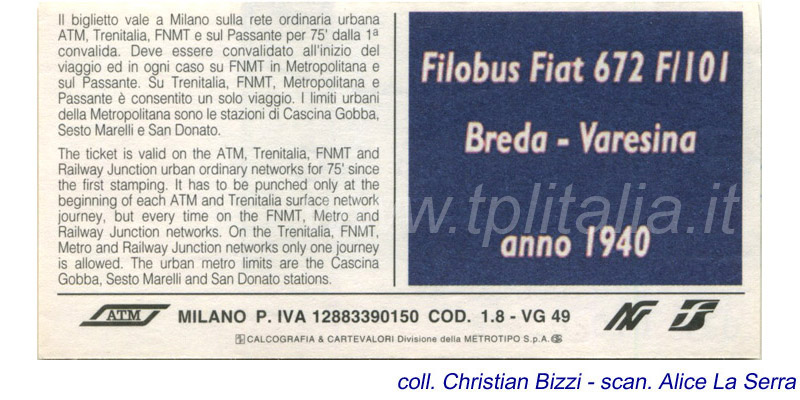 Il biglietto vale a Milano sulla rete ordinaria urbana
ATM, Trenitalia, FNMT e sul Passante per 75' dalla 1ª
convalida. Deve essere convalidato all'inizio del
viaggio ed in ogni caso su FNMT in Metropolitana e
sul Passante. Su Trenitalia, FNMT, Metropolitana e
Passante è consentito un solo viaggio. I limiti urbani
della Metropolitana sono le stazioni di Cascina Gobba,
Sesto Marelli e San Donato.
The ticket is valid on the ATM, Trenitalia, FNMT and
Railway Junction urban ordinary networks for 75' since
the first stamping. It has to be punched only at the
beginning of each ATM and Trenitalia surface network
journey, but every time on the FNMT, Metro and
Railway Junction networks. On the Trenitalia, FNMT,
Metro and Railway Junction networks only one journey
is allowed. The urban metro limits are the Cascina
Gobba, Sesto Marelli and San Donato stations.
Filobus Fiat 672 F/101
Breda - Varesina
anno 1940
www.tplitalia.it
ATM MILANO P. IVA 12883390150 COD. 1.8 - VG 49
CALCOGRAFIA & CARTEVALORI Divisione della METROTIPO S.p.A.
coll. Christian Bizzi - scan. Alice La Serra